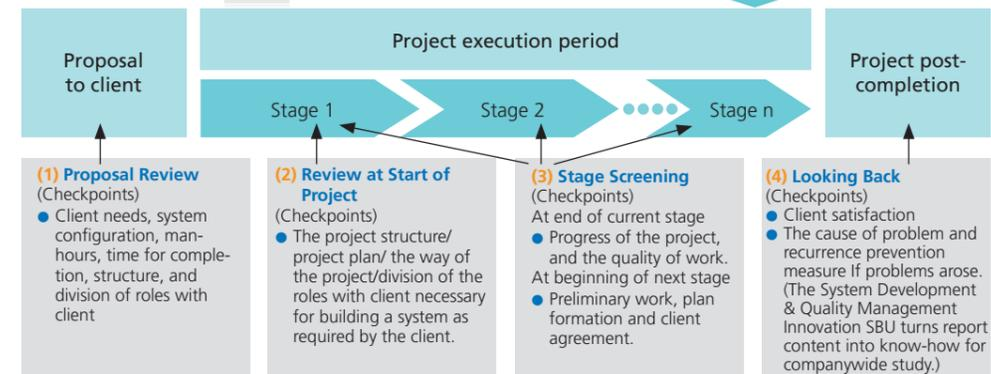 Proposal
to client
Project execution period
Project post-
completion
Stage 1
Stage 2
Stage n
(1) Proposal Review
(Checkpoints)
● Client needs, system
configuration, man-
hours, time for comple-
tion, structure, and
division of roles with
client
(2) Review at Start of
Project
(Checkpoints)
● The project structure/
project plan/ the way of
the project/division of the
roles with client necessary
for building a system as
required by the client.
(3) Stage Screening
(Checkpoints)
At end of current stage
● Progress of the project,
and the quality of work.
At beginning of next stage
● Preliminary work, plan
formation and client
agreement.
(4) Looking Back
● Client satisfaction
● The cause of problem and
recurrence prevention
measure If problems arose.
(The System Development
& Quality Management
Innovation SBU turns report
content into know-how for
companywide study.)